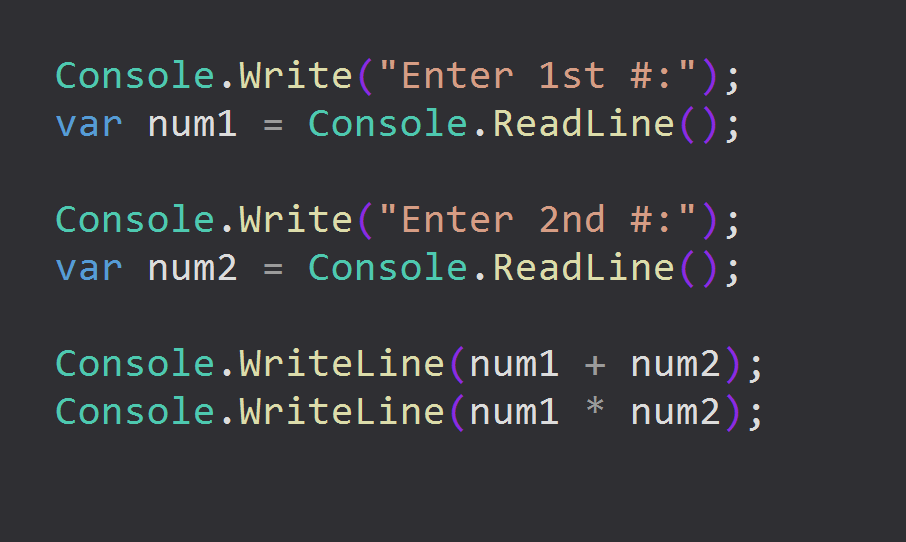 Console.Write("Enter 1st #:");
var num1 = Console.ReadLine();
Console.Write("Enter 2nd #:");
var num2 = Console.ReadLine();
Console.WriteLine(num1 + num2);
Console.WriteLine(num1 * num2);